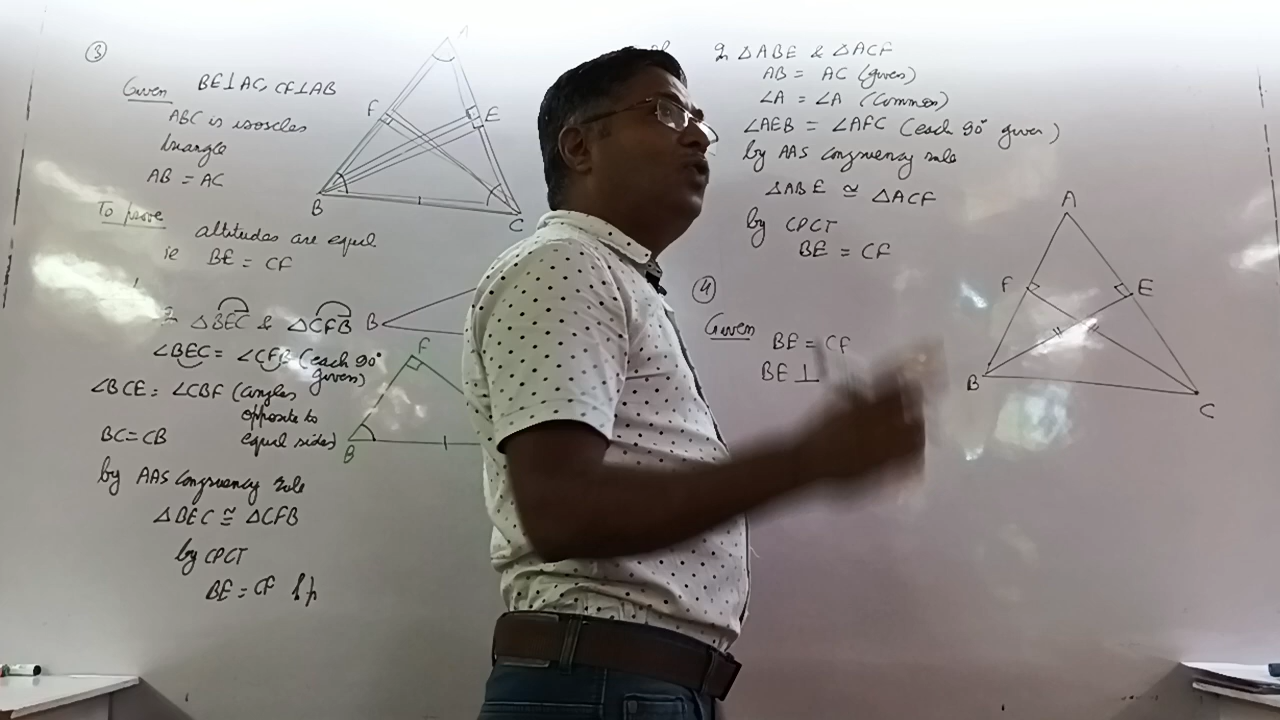 ③
Given BE⊥AC, CF⊥AB
ABC is isoscles
triangle
AB = AC
To prove
altitudes are equal
ie BE = CF
In △BEC & △CFB
∠BEC = ∠CFB (each 90°
given)
∠BCE = ∠CBF (angles
opposite to
equal sides)
BC = CB
by AAS congruency rule
△BEC ≅ △CFB
by CPCT
BE = CF
A
F
E
B
C
B
F
B
In △ABE & △ACF
AB = AC (given)
∠A = ∠A (Common)
∠AEB = ∠AFC (each 90° given)
by AAS congruency rule
△ABE ≅ △ACF
by CPCT
BE = CF
④
Given BE = CF
BE ⊥
A
F
E
B
C